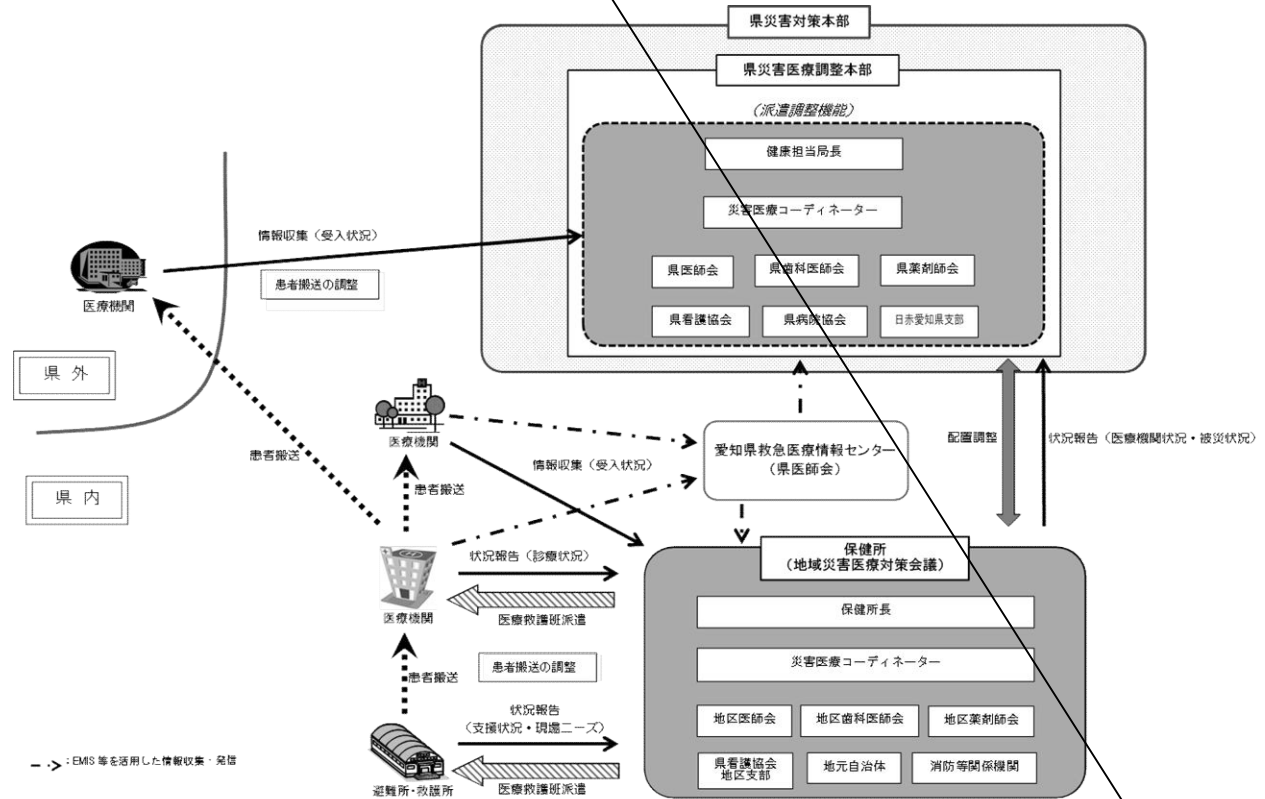 県災害対策本部
県災害医療調整本部
(派遣調整機能)
健康担当局長
災害医療コーディネーター
県医師会
県歯科医師会
県薬剤師会
県看護協会
県病院協会
日赤愛知県支部
情報収集(受入状況)
患者搬送の調整
医療機関
県 外
県 内
患者搬送
医療機関
患者搬送
情報収集(受入状況)
愛知県救急医療情報センター
(県医師会)
配置調整
状況報告(医療機関状況・被災状況)
医療機関
状況報告(診療状況)
医療救護班派遣
患者搬送
患者搬送の調整
状況報告
(支援状況・現場ニーズ)
医療救護班派遣
避難所・救護所
保健所
(地域災害医療対策会議)
保健所長
災害医療コーディネーター
地区医師会
地区歯科医師会
地区薬剤師会
県看護協会
地区支部
地元自治体
消防等関係機関
:EMIS 等を活用した情報収集・発信